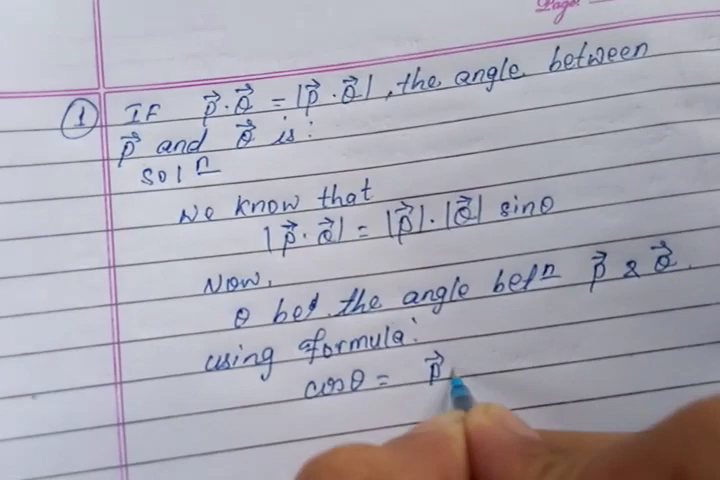 Page:
① IF P⃗.Q⃗ = |P⃗.Q⃗|, the angle between
P⃗ and Q⃗ is:
Solⁿ
We know that
|P⃗.Q⃗| = |P⃗|.|Q⃗| sinθ
Now,
θ be the angle betⁿ P⃗ & Q⃗.
using formula:
cosθ = P⃗